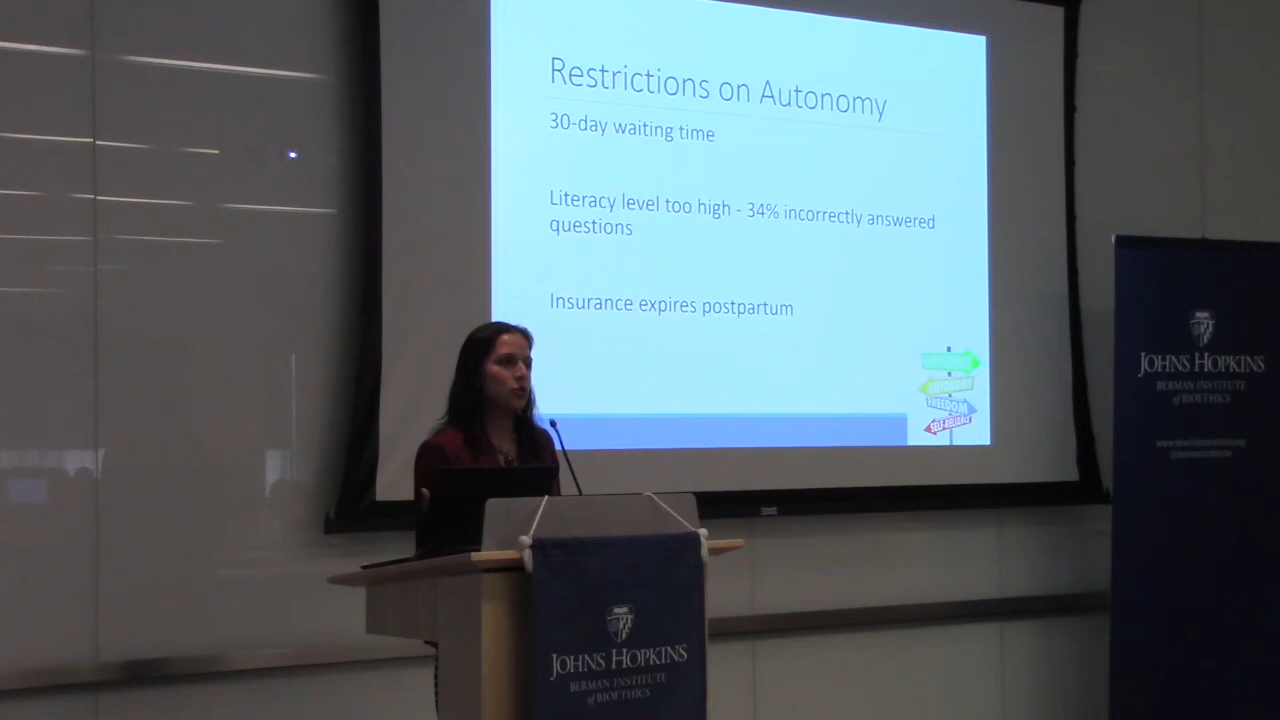 Restrictions on Autonomy
30-day waiting time
Literacy level too high - 34% incorrectly answered
questions
Insurance expires postpartum
FREEDOM
SELF-RELIANCE
JOHNS HOPKINS
BERMAN INSTITUTE
of BIOETHICS
JOHNS HOPKINS
BERMAN INSTITUTE
of BIOETHICS